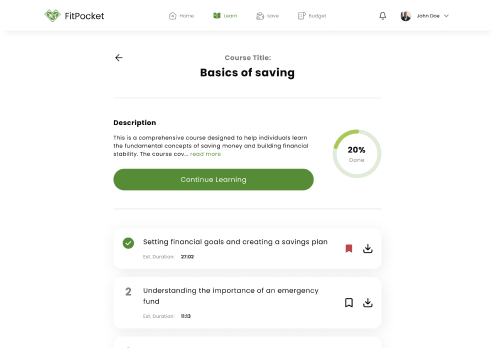 FitPocket
Home
Learn
save
Budget
John Doe
Course Title:
Basics of saving
Description
This is a comprehensive course designed to help individuals learn
the fundamental concepts of saving money and building financial
stability. The course cov... read more
20%
Done
Continue Learning
Setting financial goals and creating a savings plan
Est. Duration: 27:02
2
Understanding the importance of an emergency
fund
Est. Duration: 11:13